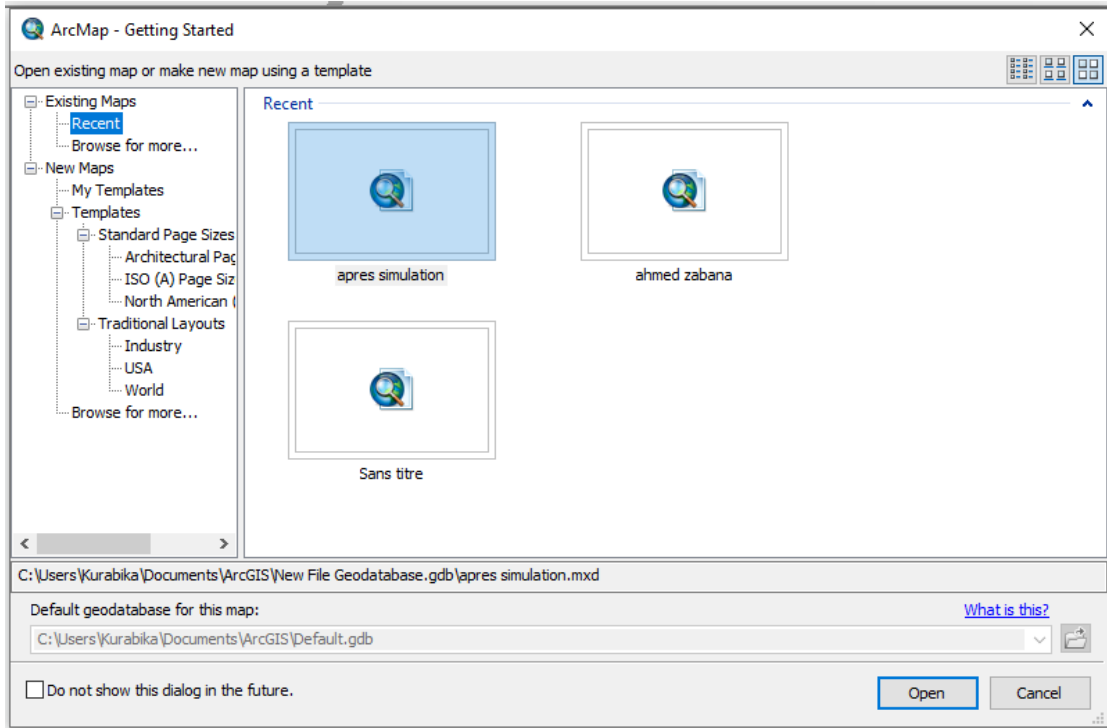 ArcMap - Getting Started
Open existing map or make new map using a template
Existing Maps
Recent
Browse for more...
New Maps
My Templates
Templates
Standard Page Sizes
Architectural Pag
ISO (A) Page Siz
North American (
Traditional Layouts
Industry
USA
World
Browse for more...
Recent
apres simulation
ahmed zabana
Sans titre
C:\Users\Kurabika\Documents\ArcGIS\New File Geodatabase.gdb\apres simulation.mxd
Default geodatabase for this map:
What is this?
C:\Users\Kurabika\Documents\ArcGIS\Default.gdb
Do not show this dialog in the future.
Open
Cancel